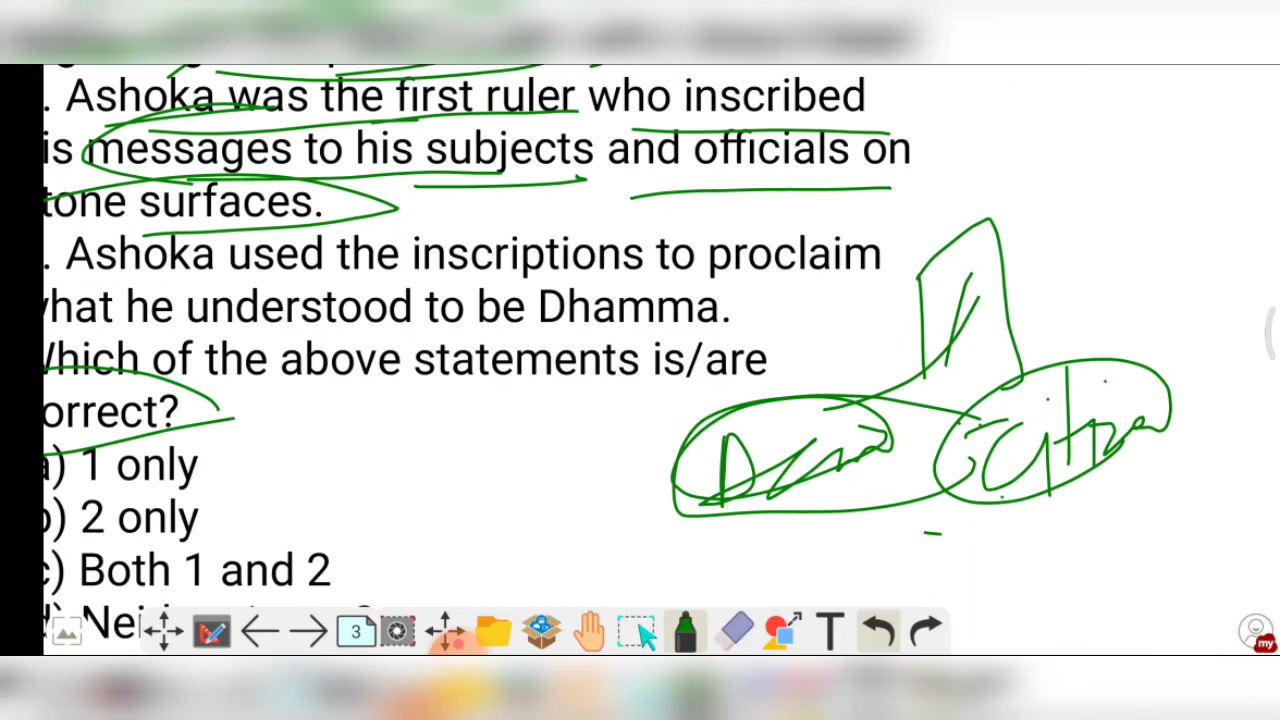 . Ashoka was the first ruler who inscribed
is messages to his subjects and officials on
tone surfaces.
. Ashoka used the inscriptions to proclaim
hat he understood to be Dhamma.
hich of the above statements is/are
orrect?
a) 1 only
b) 2 only
c) Both 1 and 2
3
T
my